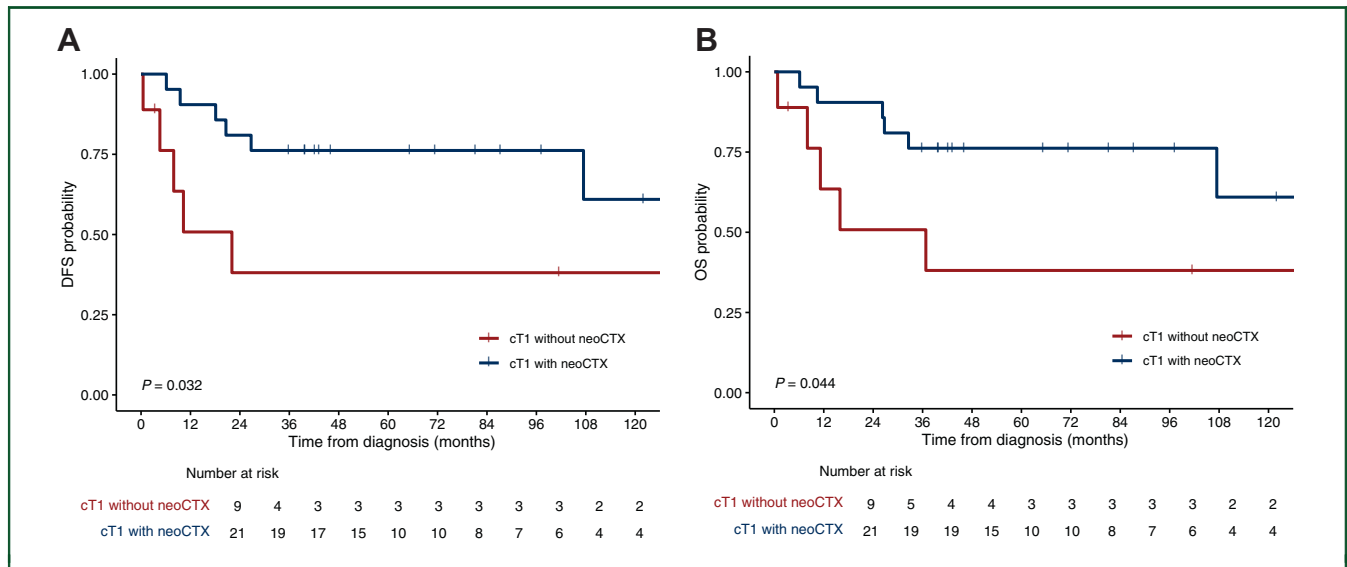 A
1.00
0.75
0.50
0.25
0.00
DFS probability
cT1 without neoCTX
cT1 with neoCTX
P = 0.032
0 12 24 36 48 60 72 84 96 108 120
Time from diagnosis (months)
Number at risk
cT1 without neoCTX 9 4 3 3 3 3 3 3 3 2 2
cT1 with neoCTX 21 19 17 15 10 10 8 7 6 4 4
B
1.00
0.75
0.50
0.25
0.00
OS probability
cT1 without neoCTX
cT1 with neoCTX
P = 0.044
0 12 24 36 48 60 72 84 96 108 120
Time from diagnosis (months)
Number at risk
cT1 without neoCTX 9 5 4 4 3 3 3 3 3 2 2
cT1 with neoCTX 21 19 19 15 10 10 8 7 6 4 4